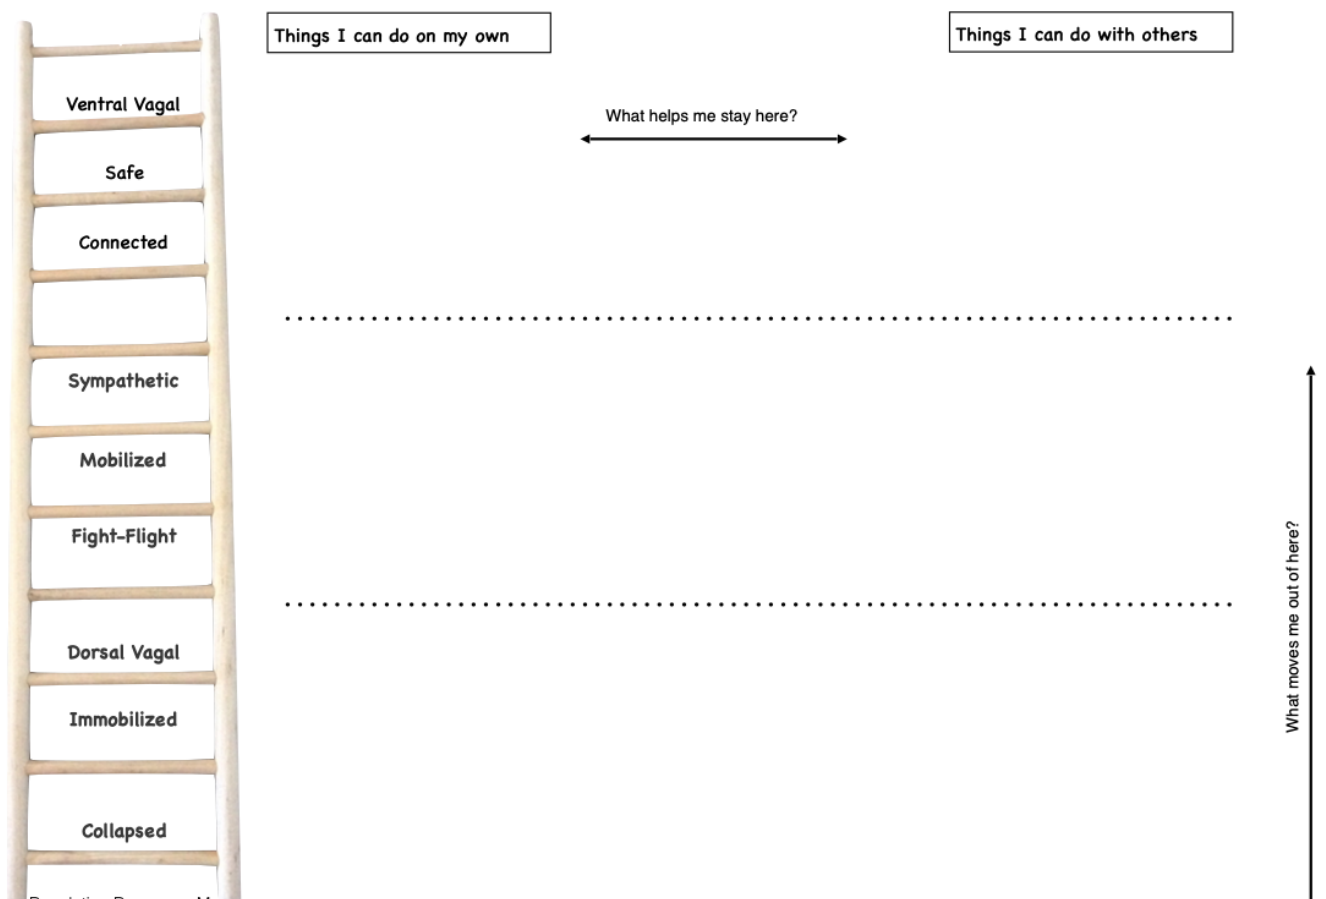 Things I can do on my own
Things I can do with others
What helps me stay here?
Ventral Vagal
Safe
Connected
Sympathetic
Mobilized
Fight-Flight
What moves me out of here?
Dorsal Vagal
Immobilized
Collapsed